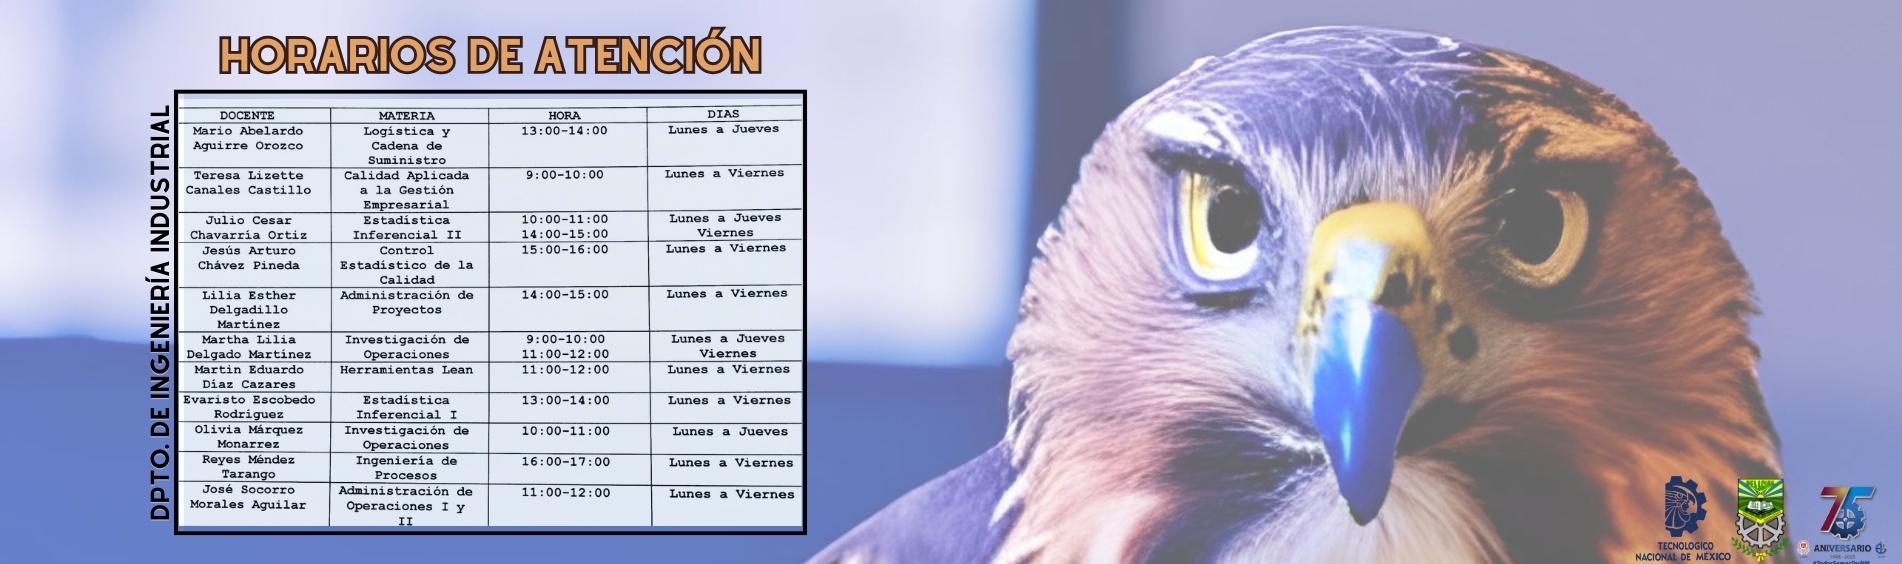 HORARIOS DE ATENCIÓN
DPTO. DE INGENIERÍA INDUSTRIAL
DOCENTE MATERIA HORA DIAS
Mario Abelardo Logística y 13:00-14:00 Lunes a Jueves
Aguirre Orozco Cadena de
Suministro
Teresa Lizette Calidad Aplicada 9:00-10:00 Lunes a Viernes
Canales Castillo a la Gestión
Empresarial
Julio Cesar Estadística 10:00-11:00 Lunes a Jueves
Chavarría Ortiz Inferencial II 14:00-15:00 Viernes
Jesús Arturo Control 15:00-16:00 Lunes a Viernes
Chávez Pineda Estadístico de la
Calidad
Lilia Esther Administración de 14:00-15:00 Lunes a Viernes
Delgadillo Proyectos
Martínez
Martha Lilia Investigación de 9:00-10:00 Lunes a Jueves
Delgado Martínez Operaciones 11:00-12:00 Viernes
Martin Eduardo Herramientas Lean 11:00-12:00 Lunes a Viernes
Díaz Cazares
Evaristo Escobedo Estadística 13:00-14:00 Lunes a Viernes
Rodríguez Inferencial I
Olivia Márquez Investigación de 10:00-11:00 Lunes a Jueves
Monarrez Operaciones
Reyes Méndez Ingeniería de 16:00-17:00 Lunes a Viernes
Tarango Procesos
José Socorro Administración de 11:00-12:00 Lunes a Viernes
Morales Aguilar Operaciones I y
II
TECNOLOGICO
NACIONAL DE MÉXICO
75
ANIVERSARIO